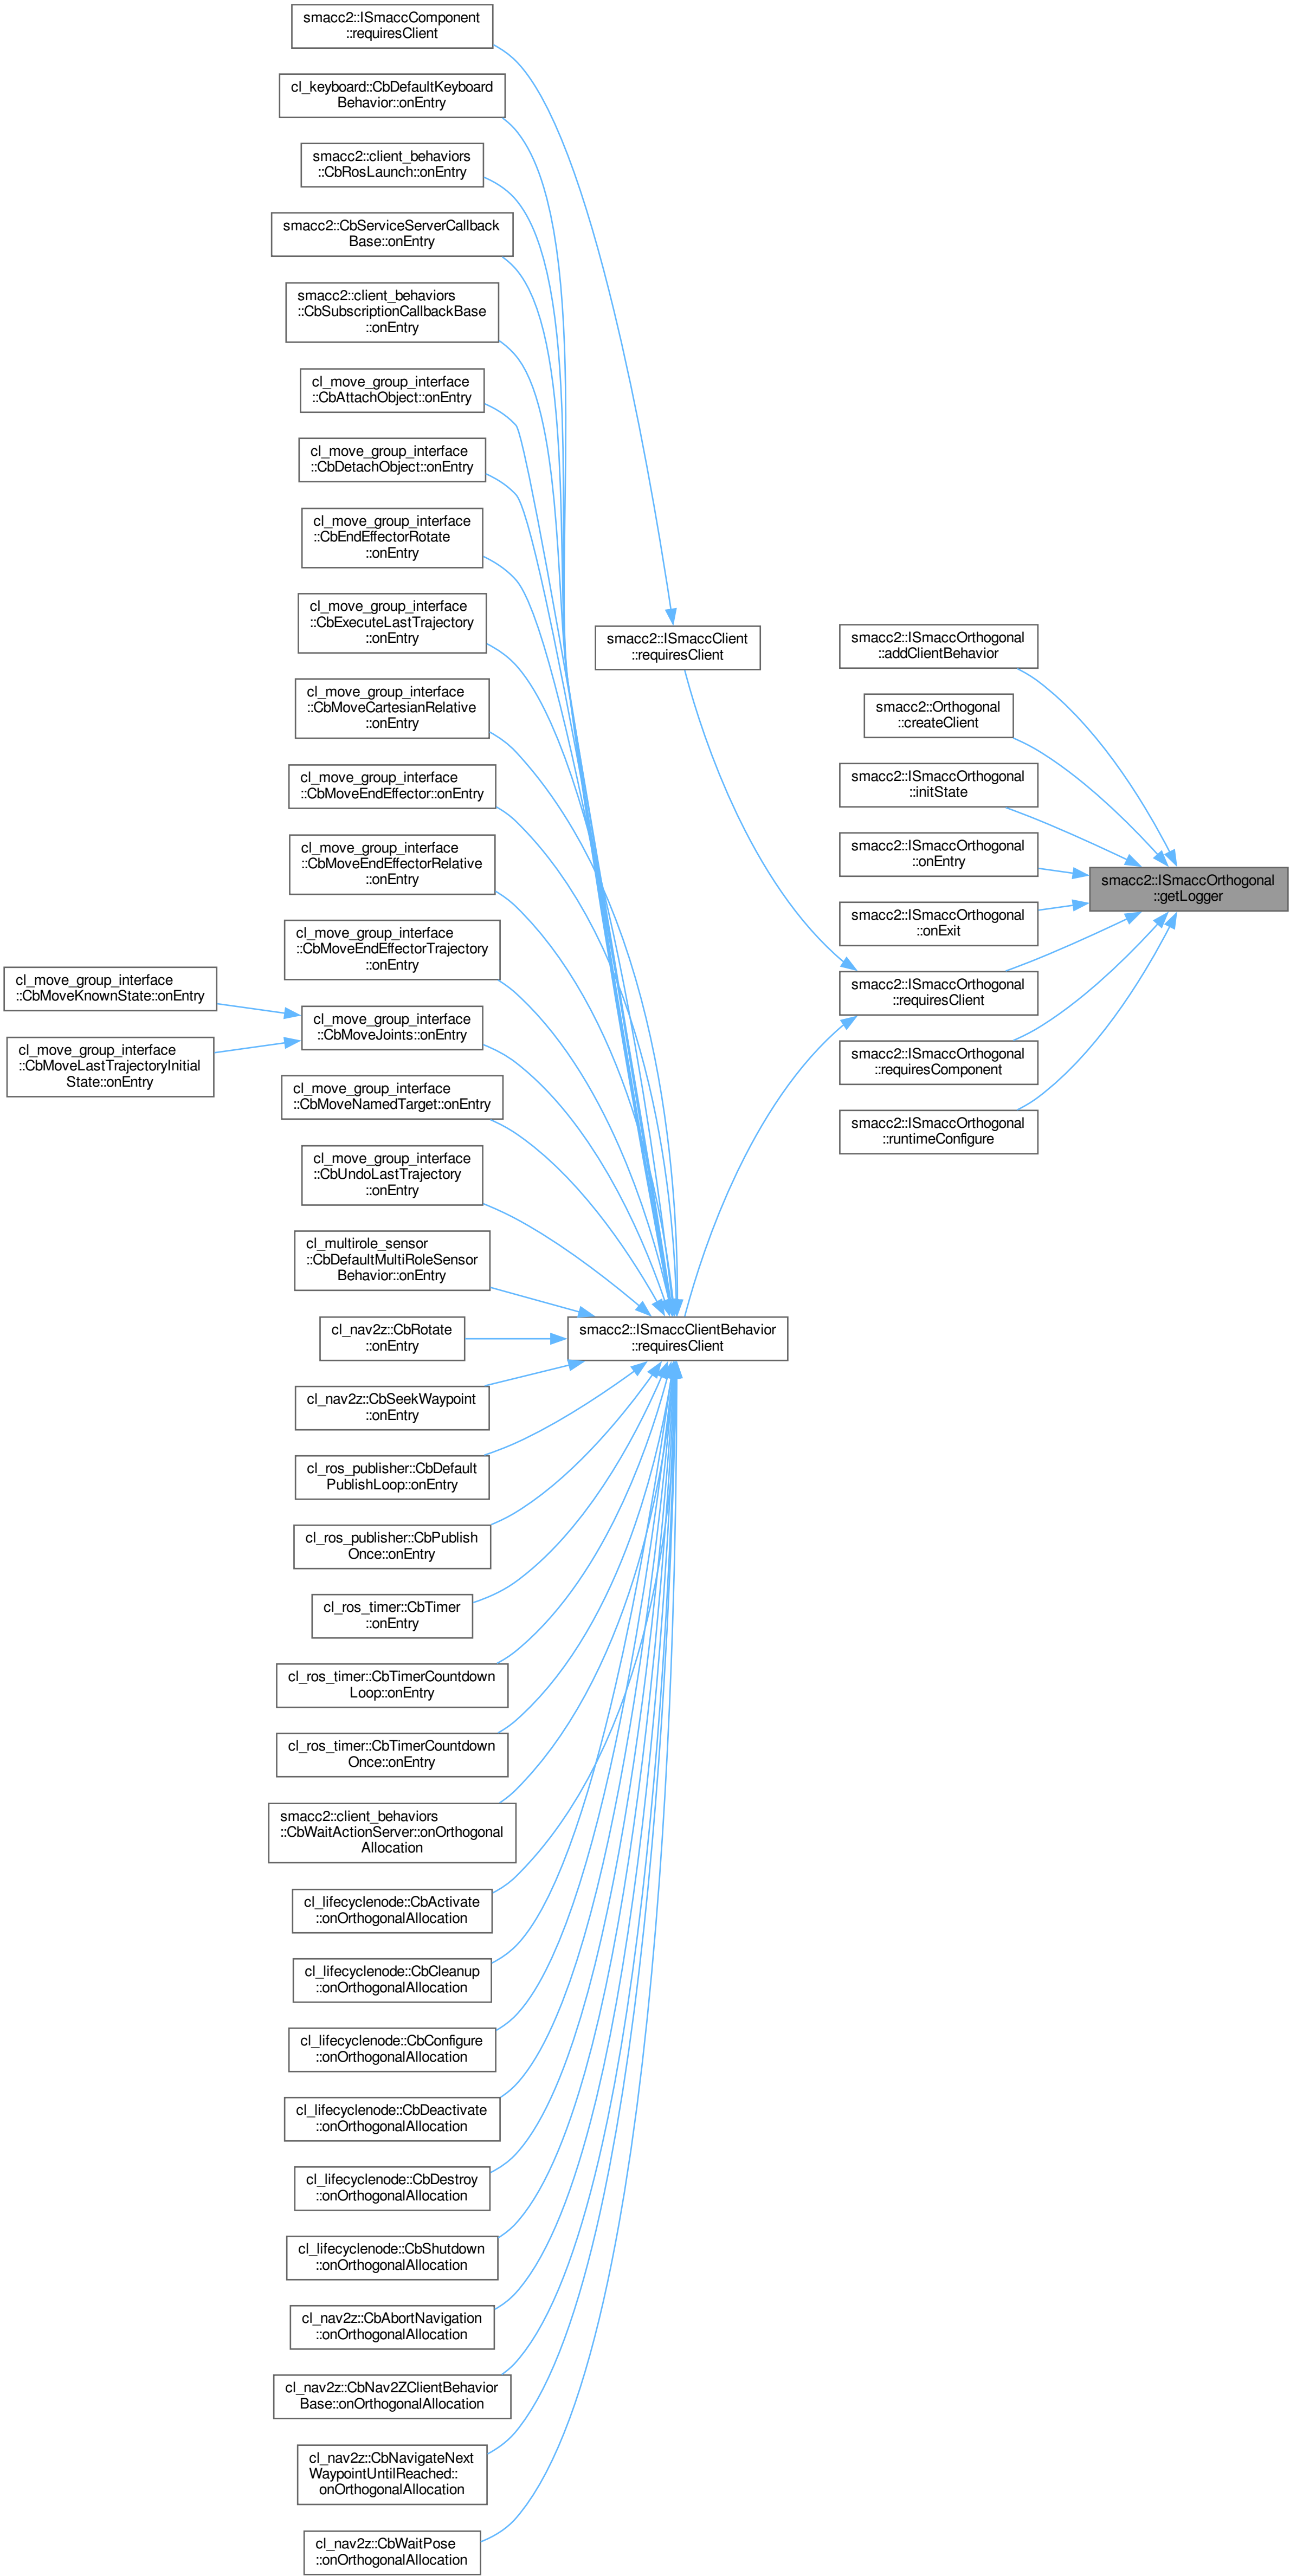 smacc2::ISmaccComponent
::requiresClient
cl_keyboard::CbDefaultKeyboard
Behavior::onEntry
smacc2::client_behaviors
::CbRosLaunch::onEntry
smacc2::CbServiceServerCallback
Base::onEntry
smacc2::client_behaviors
::CbSubscriptionCallbackBase
::onEntry
cl_move_group_interface
::CbAttachObject::onEntry
cl_move_group_interface
::CbDetachObject::onEntry
cl_move_group_interface
::CbEndEffectorRotate
::onEntry
cl_move_group_interface
::CbExecuteLastTrajectory
::onEntry
cl_move_group_interface
::CbMoveCartesianRelative
::onEntry
cl_move_group_interface
::CbMoveEndEffector::onEntry
cl_move_group_interface
::CbMoveEndEffectorRelative
::onEntry
cl_move_group_interface
::CbMoveEndEffectorTrajectory
::onEntry
cl_move_group_interface
::CbMoveJoints::onEntry
cl_move_group_interface
::CbMoveKnownState::onEntry
cl_move_group_interface
::CbMoveLastTrajectoryInitial
State::onEntry
cl_move_group_interface
::CbMoveNamedTarget::onEntry
cl_move_group_interface
::CbUndoLastTrajectory
::onEntry
cl_multirole_sensor
::CbDefaultMultiRoleSensor
Behavior::onEntry
cl_nav2z::CbRotate
::onEntry
cl_nav2z::CbSeekWaypoint
::onEntry
cl_ros_publisher::CbDefault
PublishLoop::onEntry
cl_ros_publisher::CbPublish
Once::onEntry
cl_ros_timer::CbTimer
::onEntry
cl_ros_timer::CbTimerCountdown
Loop::onEntry
cl_ros_timer::CbTimerCountdown
Once::onEntry
smacc2::client_behaviors
::CbWaitActionServer::onOrthogonal
Allocation
cl_lifecyclenode::CbActivate
::onOrthogonalAllocation
cl_lifecyclenode::CbCleanup
::onOrthogonalAllocation
cl_lifecyclenode::CbConfigure
::onOrthogonalAllocation
cl_lifecyclenode::CbDeactivate
::onOrthogonalAllocation
cl_lifecyclenode::CbDestroy
::onOrthogonalAllocation
cl_lifecyclenode::CbShutdown
::onOrthogonalAllocation
cl_nav2z::CbAbortNavigation
::onOrthogonalAllocation
cl_nav2z::CbNav2ZClientBehavior
Base::onOrthogonalAllocation
cl_nav2z::CbNavigateNext
WaypointUntilReached::
onOrthogonalAllocation
cl_nav2z::CbWaitPose
::onOrthogonalAllocation
smacc2::ISmaccClient
::requiresClient
smacc2::ISmaccClientBehavior
::requiresClient
smacc2::ISmaccOrthogonal
::addClientBehavior
smacc2::Orthogonal
::createClient
smacc2::ISmaccOrthogonal
::initState
smacc2::ISmaccOrthogonal
::onEntry
smacc2::ISmaccOrthogonal
::onExit
smacc2::ISmaccOrthogonal
::requiresClient
smacc2::ISmaccOrthogonal
::requiresComponent
smacc2::ISmaccOrthogonal
::runtimeConfigure
smacc2::ISmaccOrthogonal
::getLogger